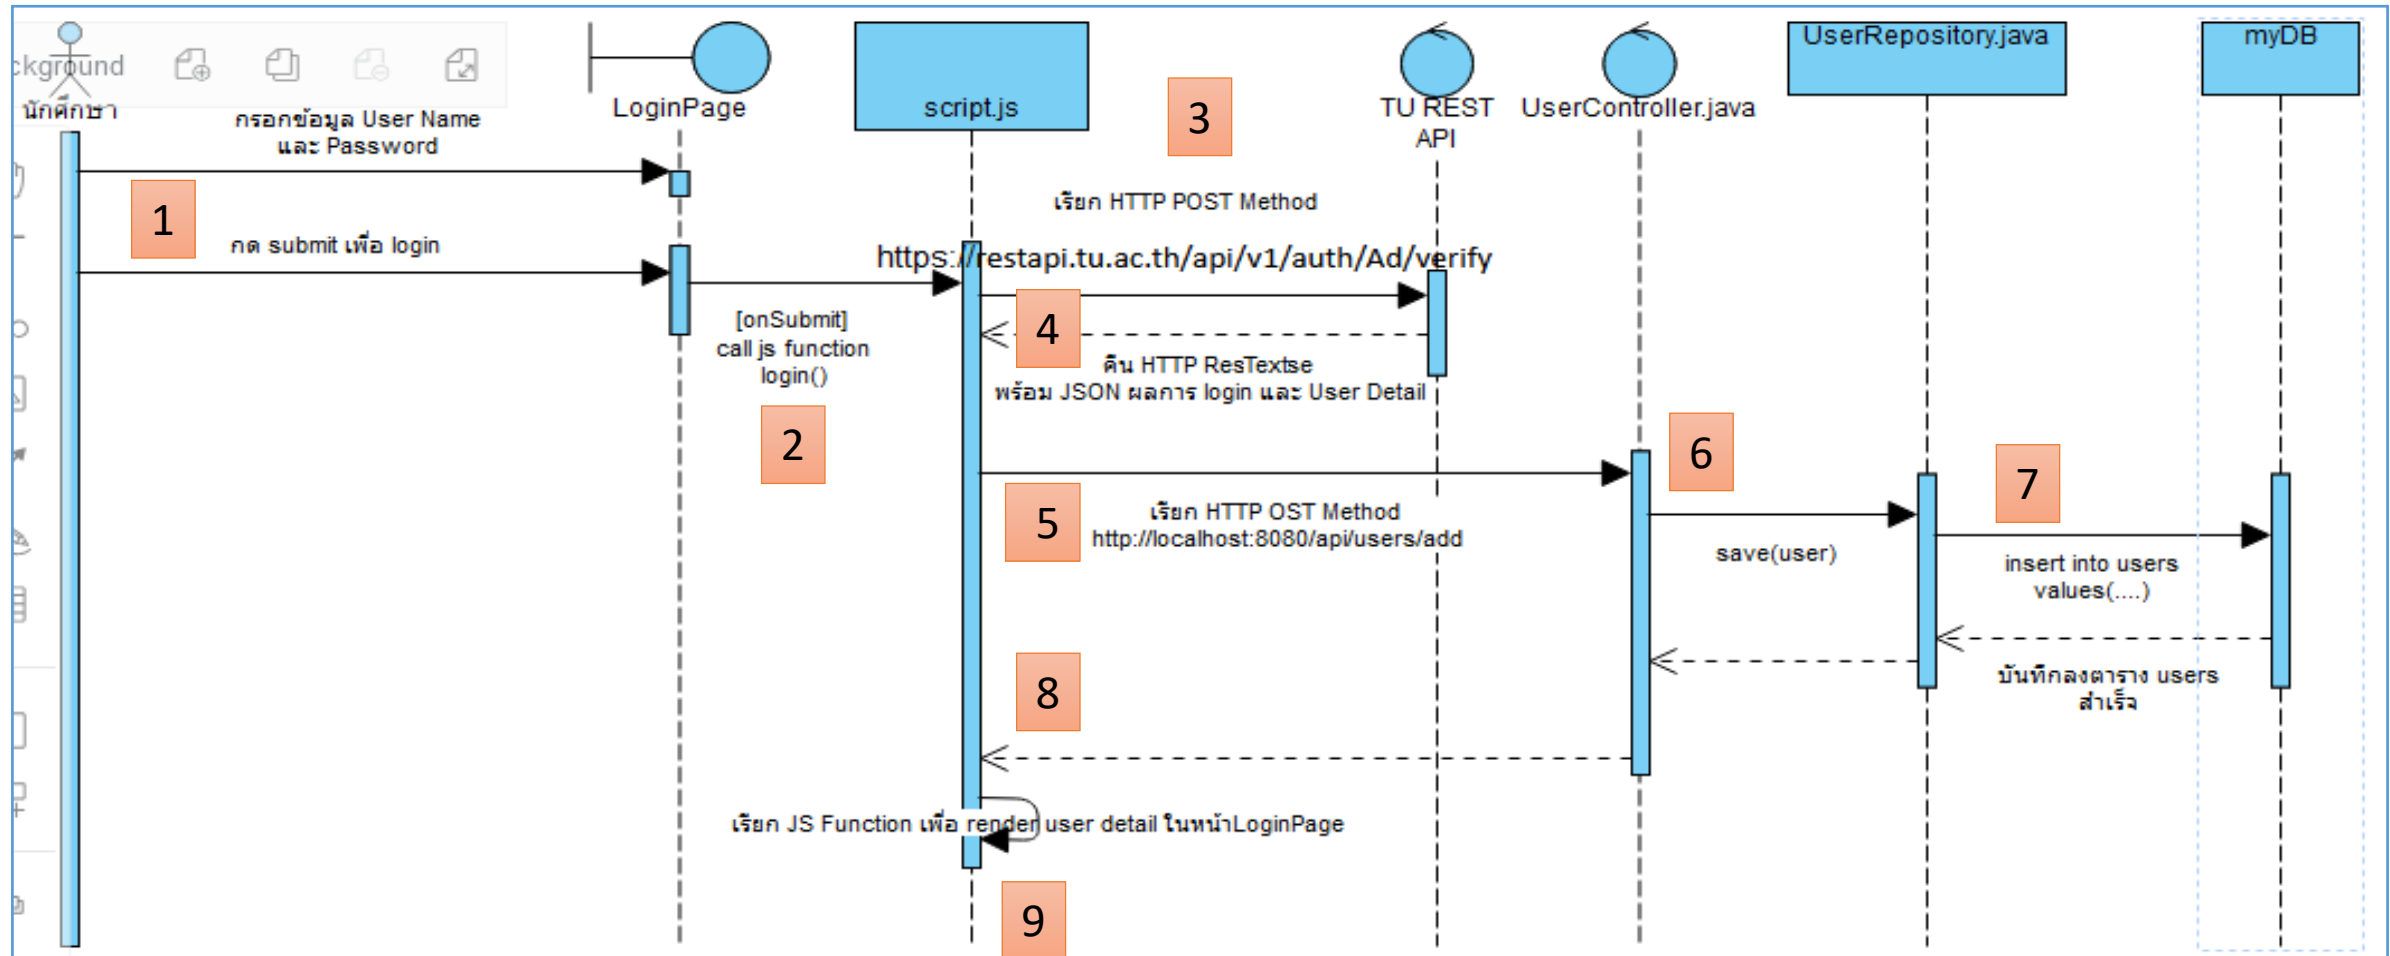 ckground
นักศึกษา
LoginPage
script.js
TU REST
API
UserController.java
UserRepository.java
myDB
กรอกข้อมูล User Name
และ Password
1
กด submit เพื่อ login
[onSubmit]
call js function
login()
2
3
เรียก HTTP POST Method
https://restapi.tu.ac.th/api/v1/auth/Ad/verify
4
คืน HTTP ResTextse
พร้อม JSON ผลการ login และ User Detail
5
เรียก HTTP OST Method
http://localhost:8080/api/users/add
6
save(user)
7
insert into users
values(....)
บันทึกลงตาราง users
สำเร็จ
8
เรียก JS Function เพื่อ render user detail ในหน้าLoginPage
9